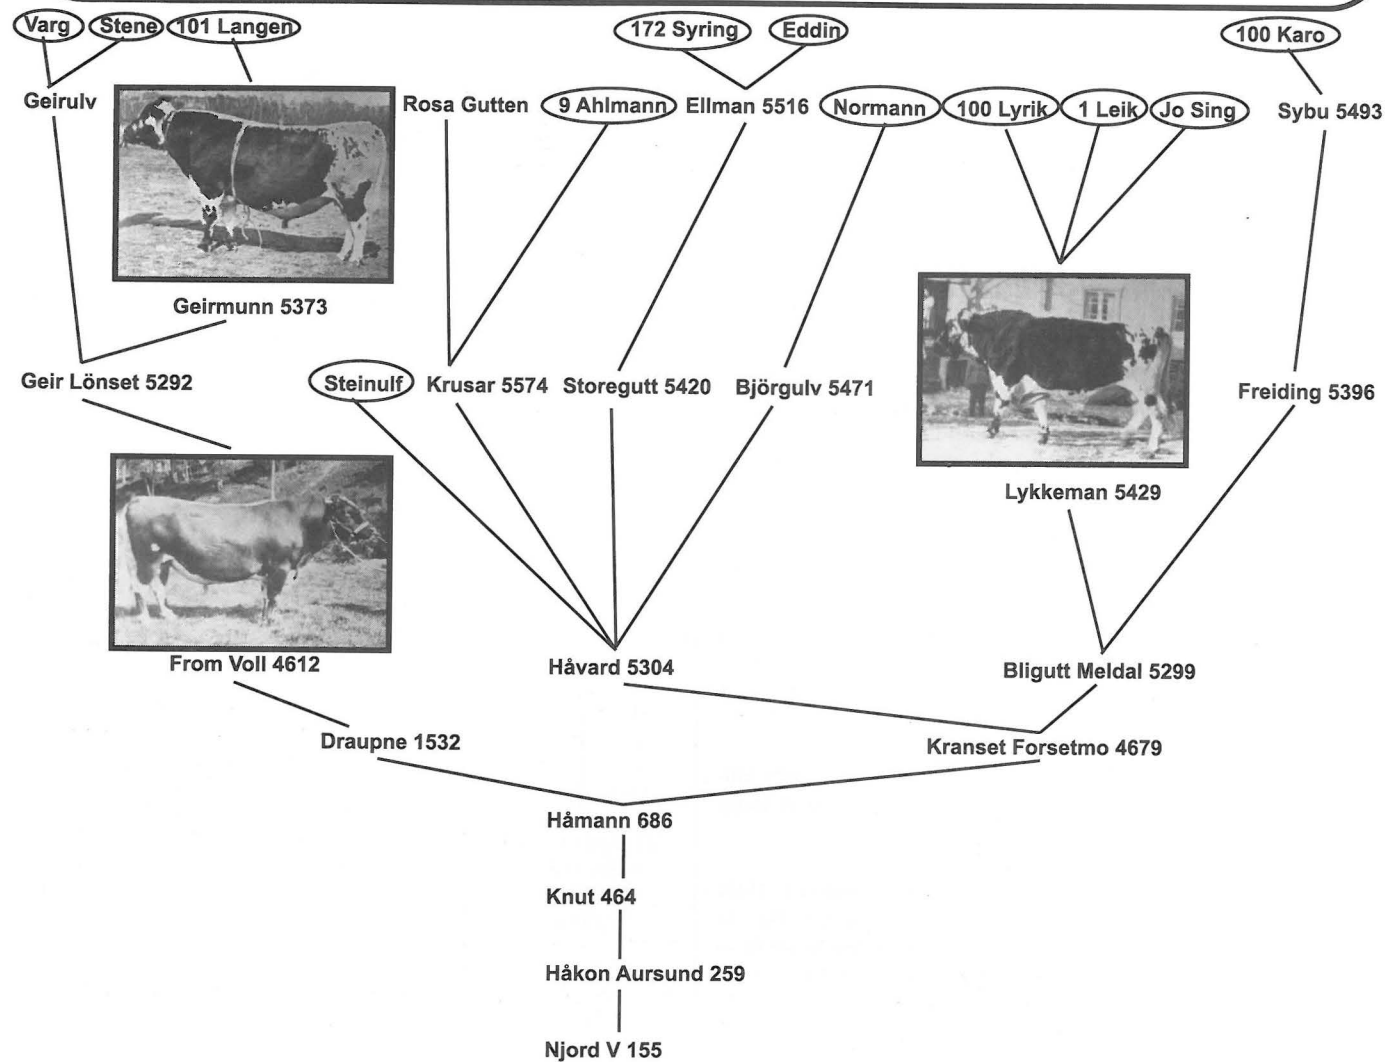 Varg
Stene
101 Langen
172 Syring
Eddin
100 Karo
Geirulv
Rosa Gutten
9 Ahlmann
Ellman 5516
Normann
100 Lyrik
1 Leik
Jo Sing
Sybu 5493
Geirmunn 5373
Geir Lönset 5292
Steinulf
Krusar 5574
Storegutt 5420
Björgulv 5471
Freiding 5396
Lykkeman 5429
From Voll 4612
Håvard 5304
Bligutt Meldal 5299
Draupne 1532
Kranset Forsetmo 4679
Håmann 686
Knut 464
Håkon Aursund 259
Njord V 155